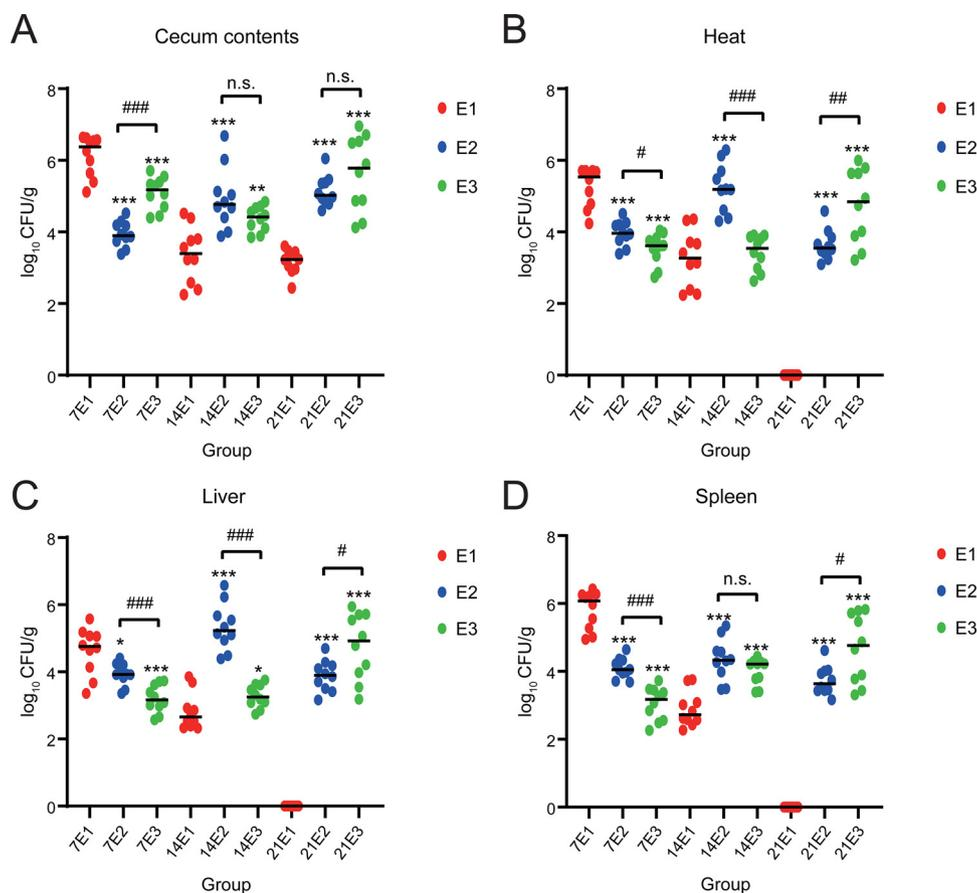 A
Cecum contents
log10 CFU/g
8
6
4
2
0
###
n.s.
n.s.
***
***
***
**
***
***
7E1 7E2 7E3 14E1 14E2 14E3 21E1 21E2 21E3
Group
E1
E2
E3
B
Heat
log10 CFU/g
8
6
4
2
0
#
###
##
***
***
***
***
***
7E1 7E2 7E3 14E1 14E2 14E3 21E1 21E2 21E3
Group
E1
E2
E3
C
Liver
log10 CFU/g
8
6
4
2
0
###
###
#
*
***
***
*
***
***
7E1 7E2 7E3 14E1 14E2 14E3 21E1 21E2 21E3
Group
E1
E2
E3
D
Spleen
log10 CFU/g
8
6
4
2
0
###
n.s.
#
***
***
***
***
***
***
7E1 7E2 7E3 14E1 14E2 14E3 21E1 21E2 21E3
Group
E1
E2
E3